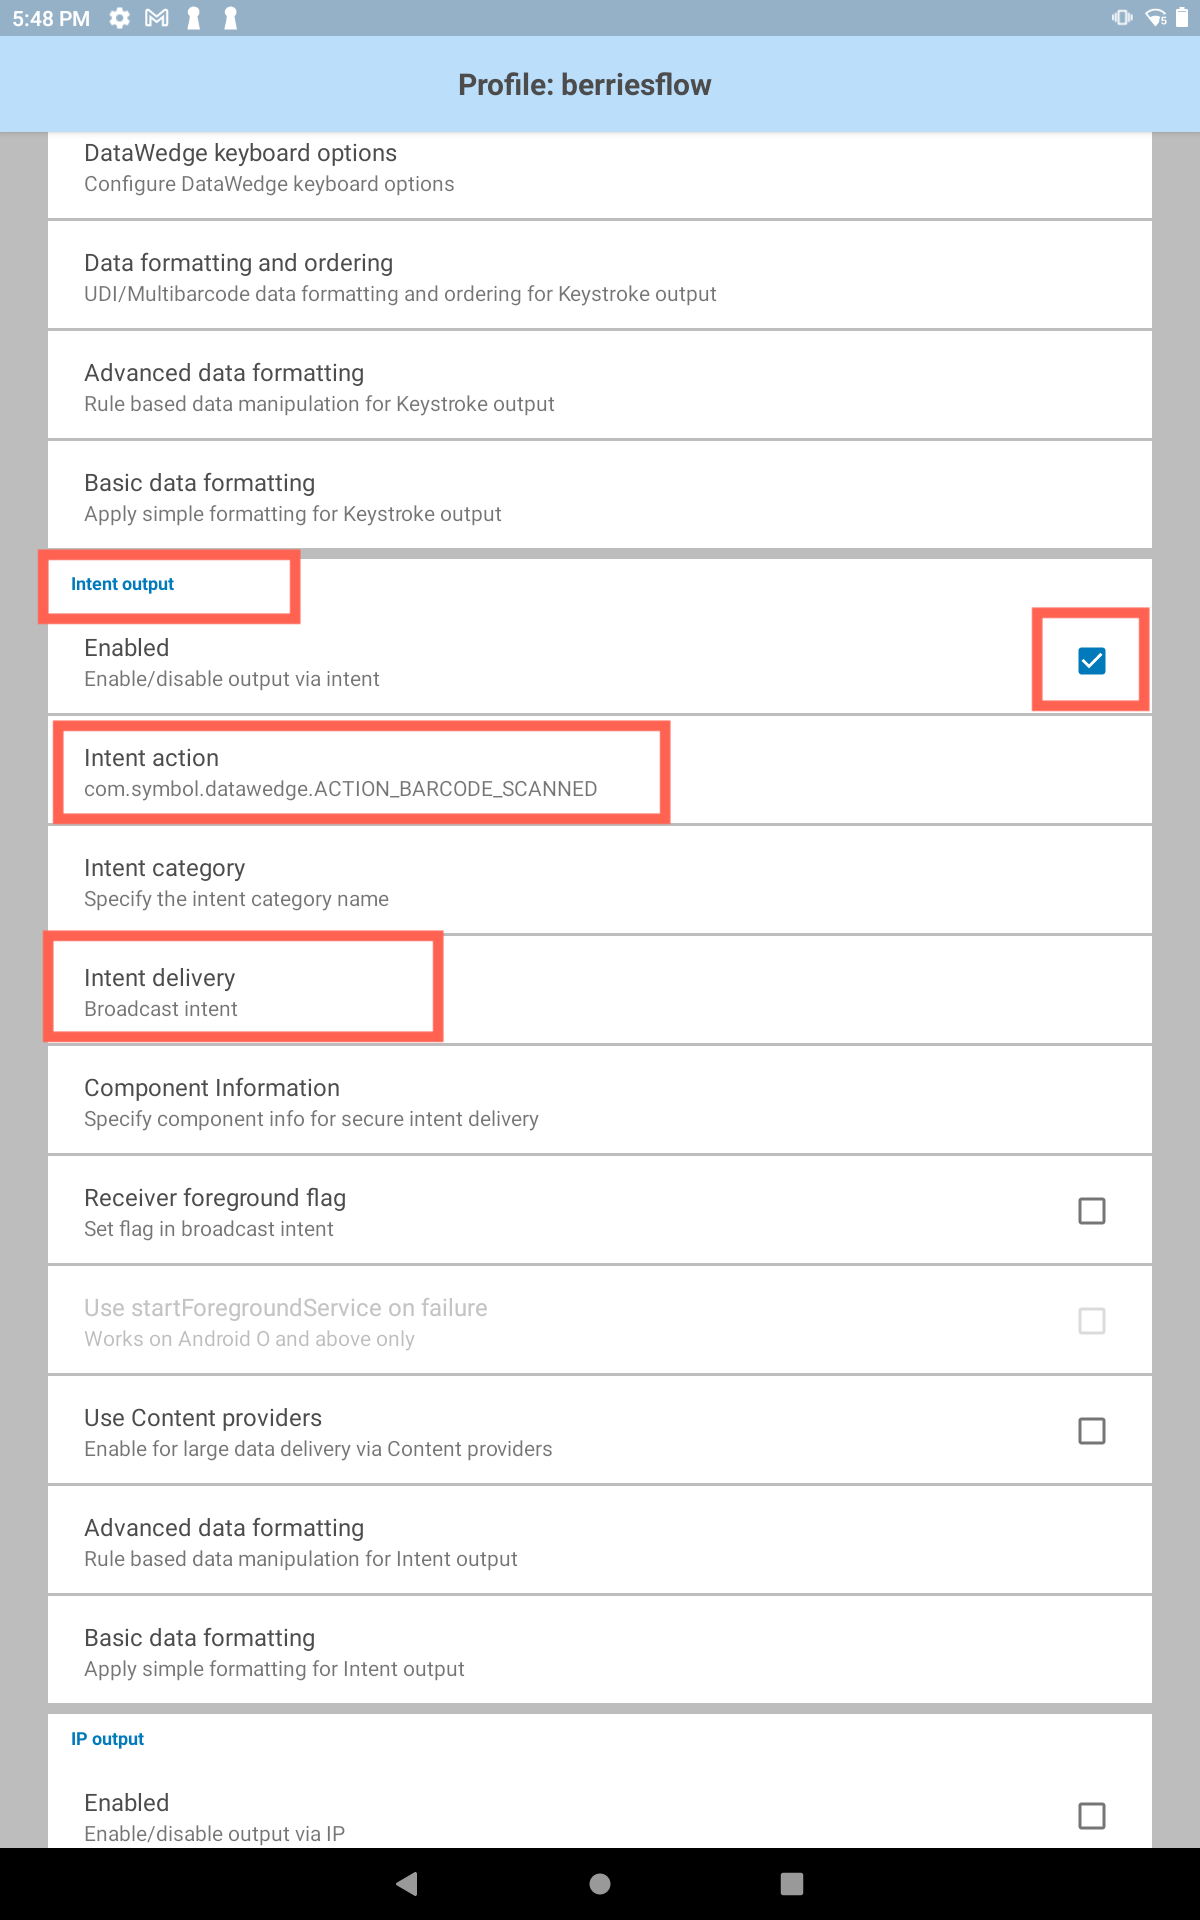 5:48 PM
Profile: berriesflow
DataWedge keyboard options
Configure DataWedge keyboard options
Data formatting and ordering
UDI/Multibarcode data formatting and ordering for Keystroke output
Advanced data formatting
Rule based data manipulation for Keystroke output
Basic data formatting
Apply simple formatting for Keystroke output
Intent output
Enabled
Enable/disable output via intent
Intent action
com.symbol.datawedge.ACTION_BARCODE_SCANNED
Intent category
Specify the intent category name
Intent delivery
Broadcast intent
Component Information
Specify component info for secure intent delivery
Receiver foreground flag
Set flag in broadcast intent
Use startForegroundService on failure
Works on Android O and above only
Use Content providers
Enable for large data delivery via Content providers
Advanced data formatting
Rule based data manipulation for Intent output
Basic data formatting
Apply simple formatting for Intent output
IP output
Enabled
Enable/disable output via IP